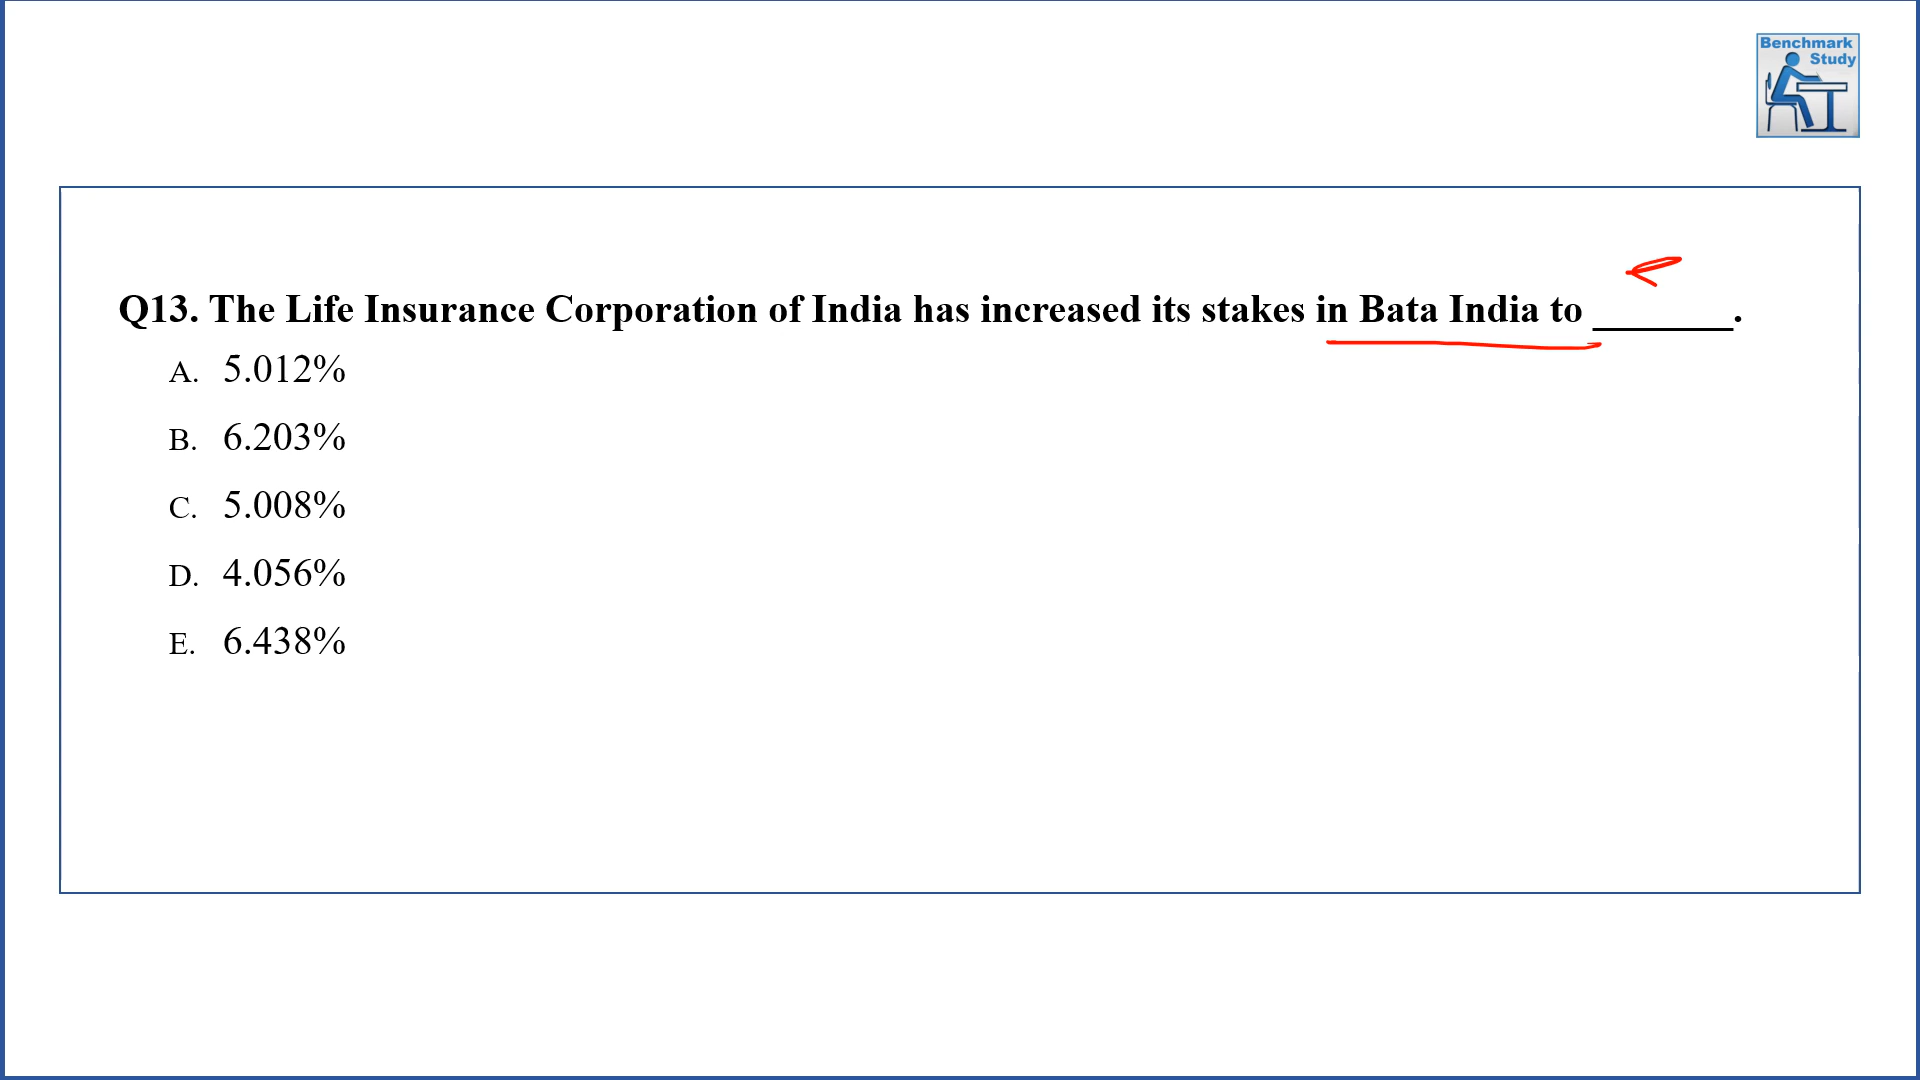 Benchmark
Study
Q13. The Life Insurance Corporation of India has increased its stakes in Bata India to _______.
A. 5.012%
B. 6.203%
C. 5.008%
D. 4.056%
E. 6.438%